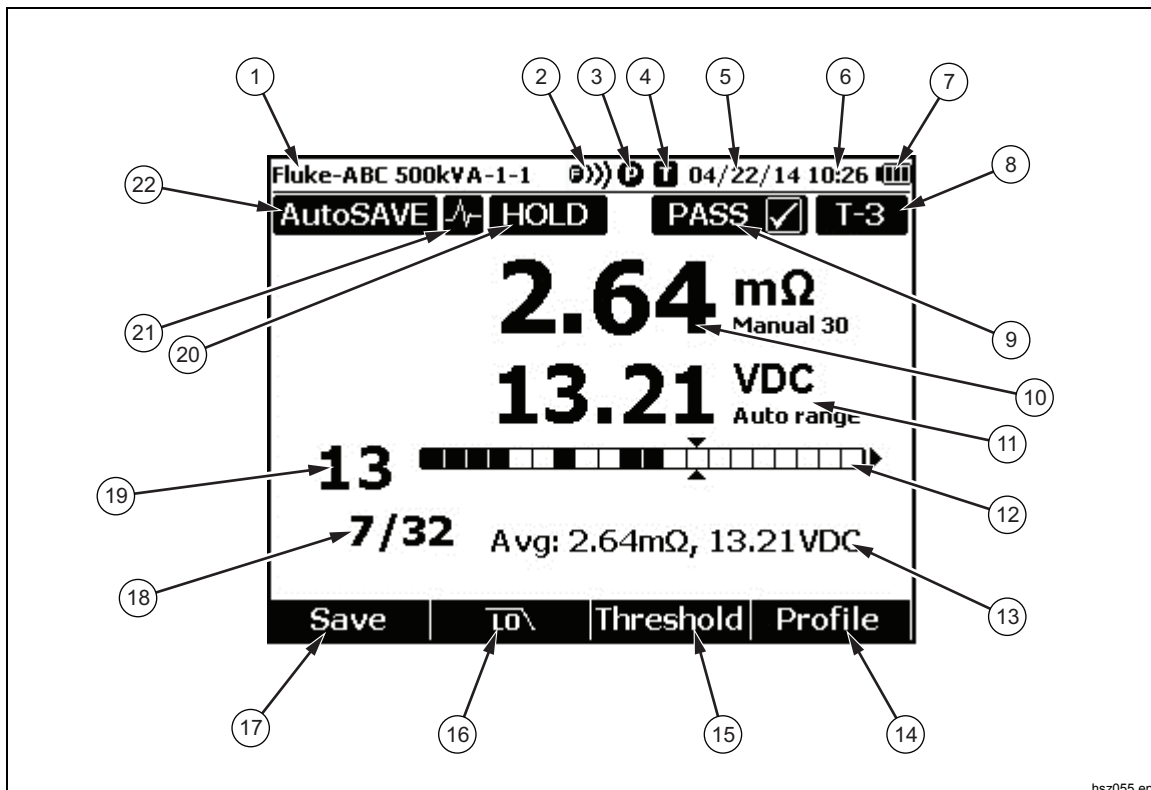 1 2 3 4 5 6 7
Fluke-ABC 500kVA-1-1 P T 04/22/14 10:26
22 AutoSAVE HOLD PASS T-3 8
2.64 mΩ
Manual 30
21 20 9
13.21 VDC
Auto range
10
11
13
19
12
7/32 Avg: 2.64mΩ, 13.21VDC
18 13
Save LO Threshold Profile
17 16 15 14
hsz055.ep